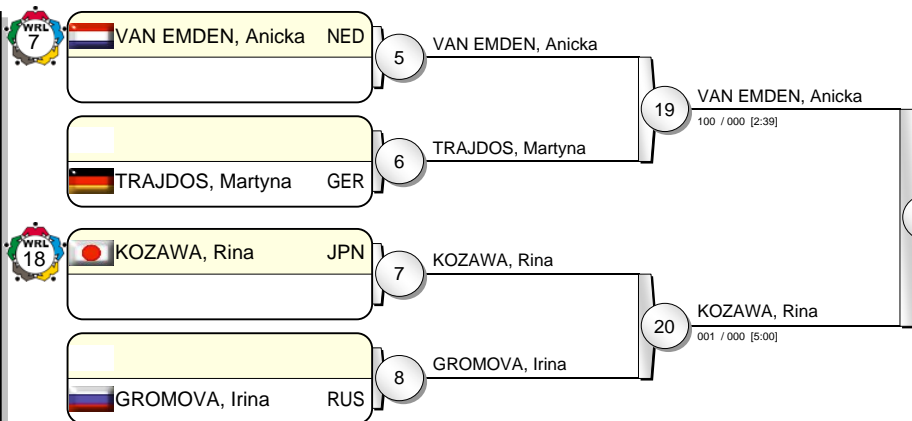 WRL
7
VAN EMDEN, Anicka NED
5
VAN EMDEN, Anicka
19
VAN EMDEN, Anicka
100 / 000 [2:39]
6
TRAJDOS, Martyna
TRAJDOS, Martyna GER
WRL
18
KOZAWA, Rina JPN
7
KOZAWA, Rina
20
KOZAWA, Rina
001 / 000 [5:00]
8
GROMOVA, Irina
GROMOVA, Irina RUS